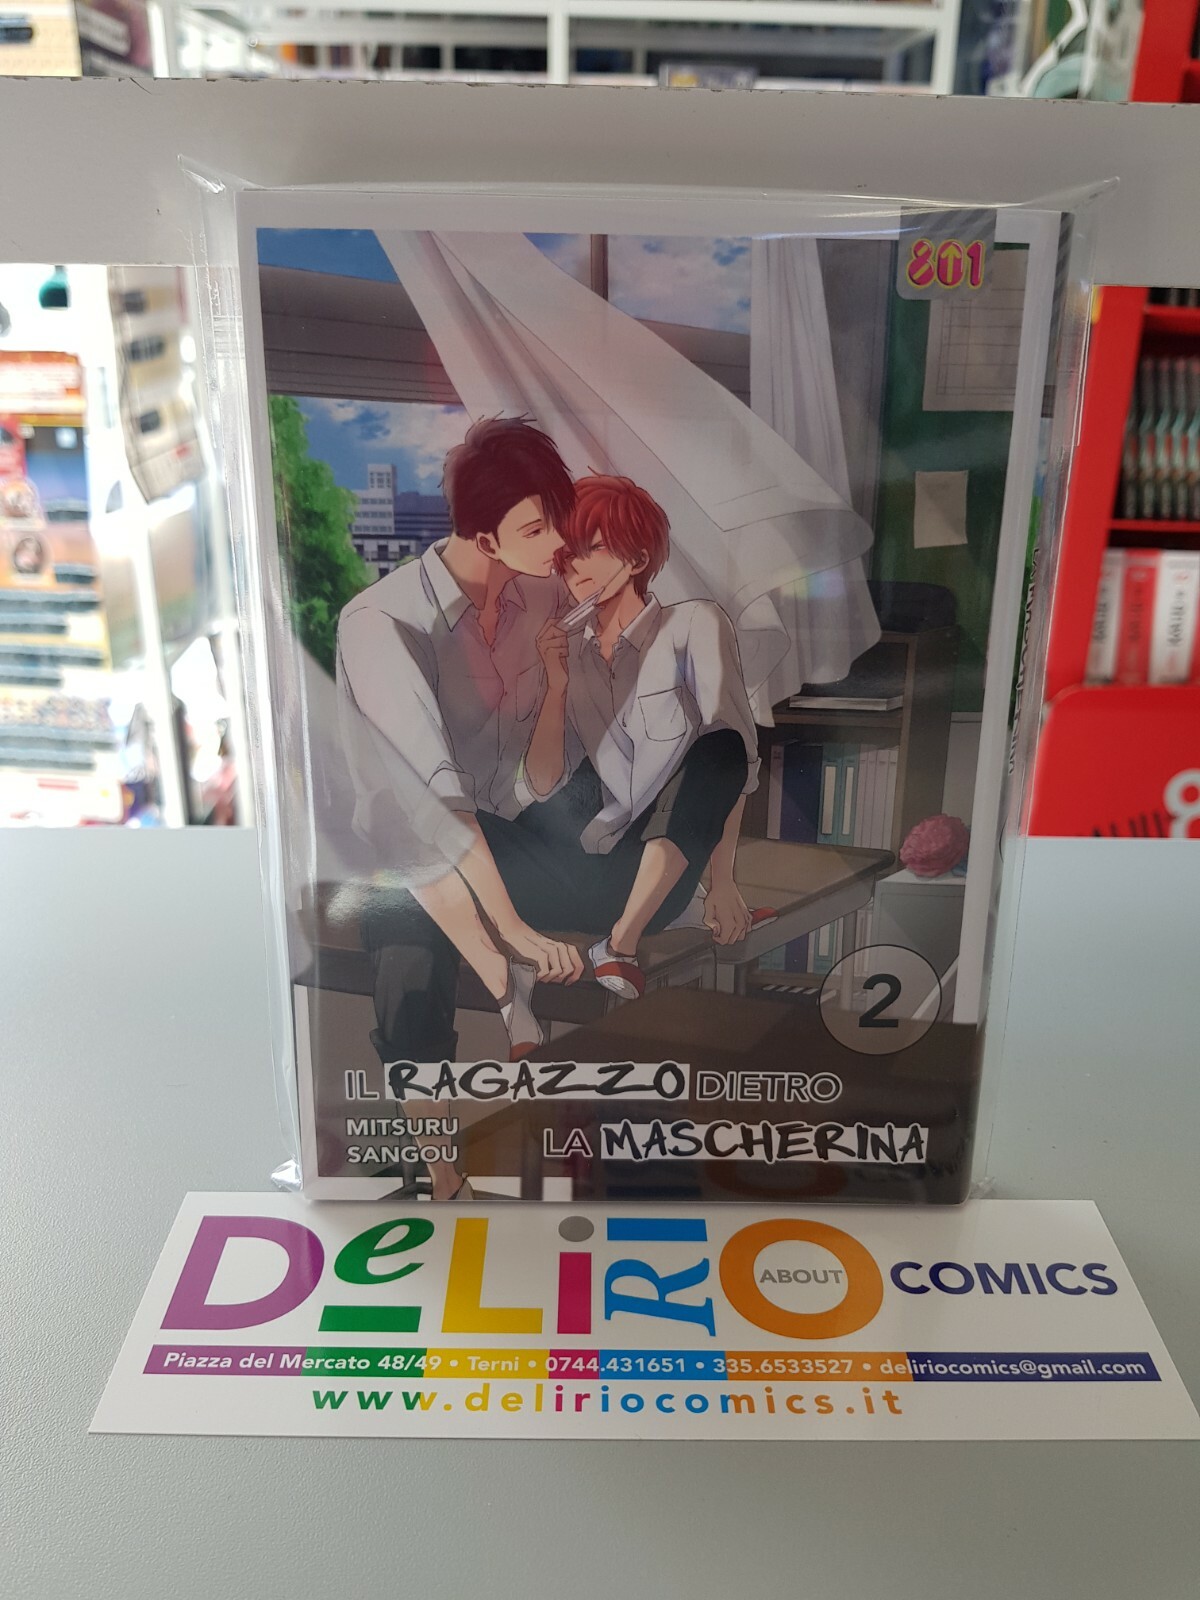 801
2
IL RAGAZZO DIETRO
LA MASCHERINA
MITSURU
SANGOU
DeLiRIO ABOUT COMICS
Piazza del Mercato 48/49 • Terni • 0744.431651 • 335.6533527 • deliriocomics@gmail.com
www.deliriocomics.it